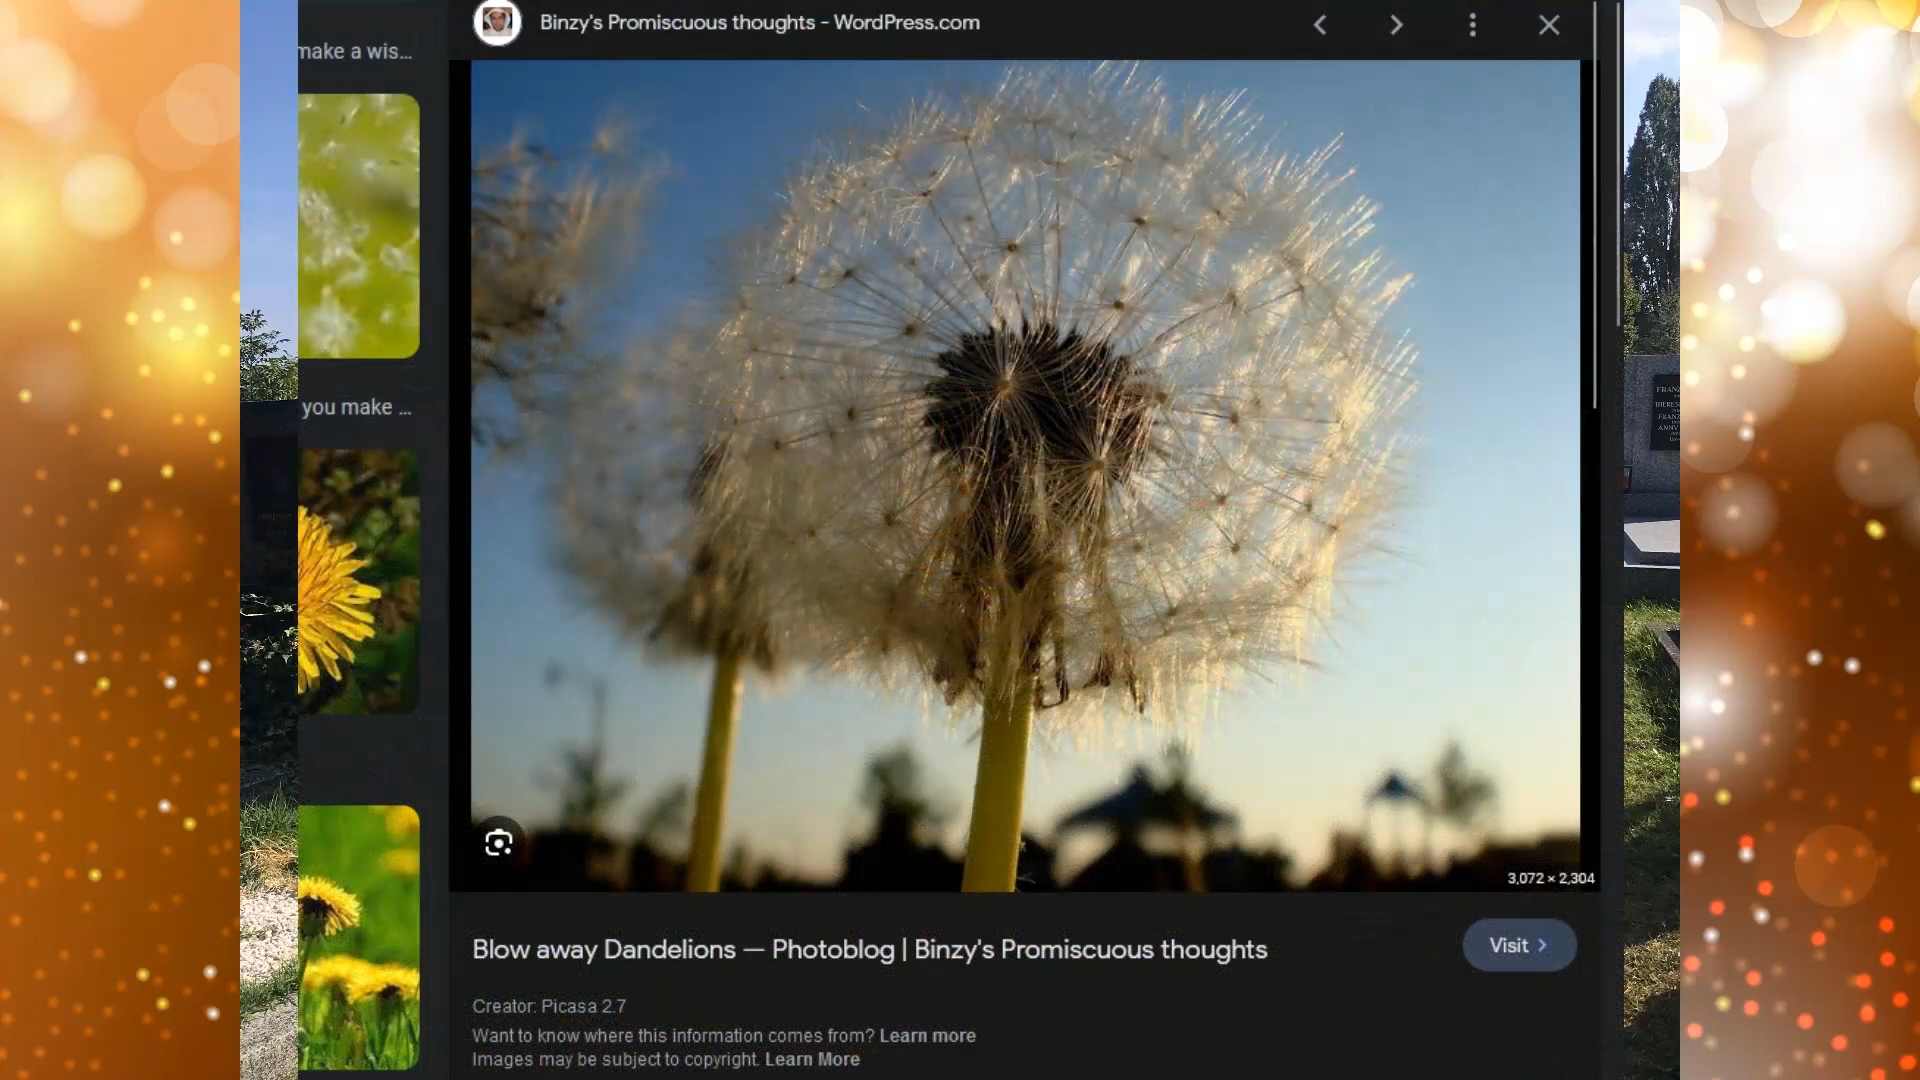 Binzy's Promiscuous thoughts - WordPress.com
make a wis...
you make ...
3,072 × 2,304
Blow away Dandelions — Photoblog | Binzy's Promiscuous thoughts
Visit
Creator: Picasa 2.7
Want to know where this information comes from? Learn more
Images may be subject to copyright. Learn More
FRANZ
ANNY